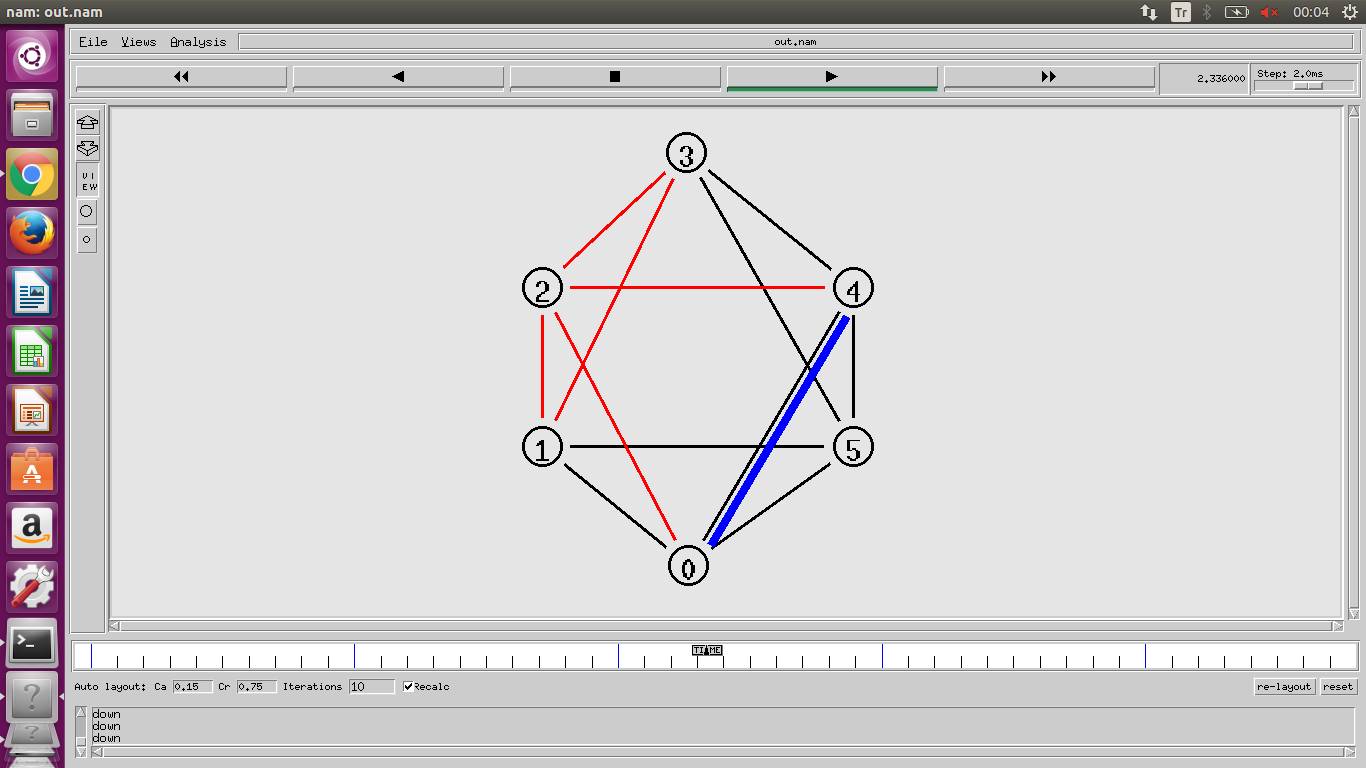 nam: out.nam
Tr
00:04
File Views Analysis
out.nam
2.336000
Step: 2.0ms
VI
EW
3
2
4
1
5
0
TIME
Auto layout: Ca 0.15 Cr 0.75 Iterations 10 Recalc
re-layout reset
down
down
down